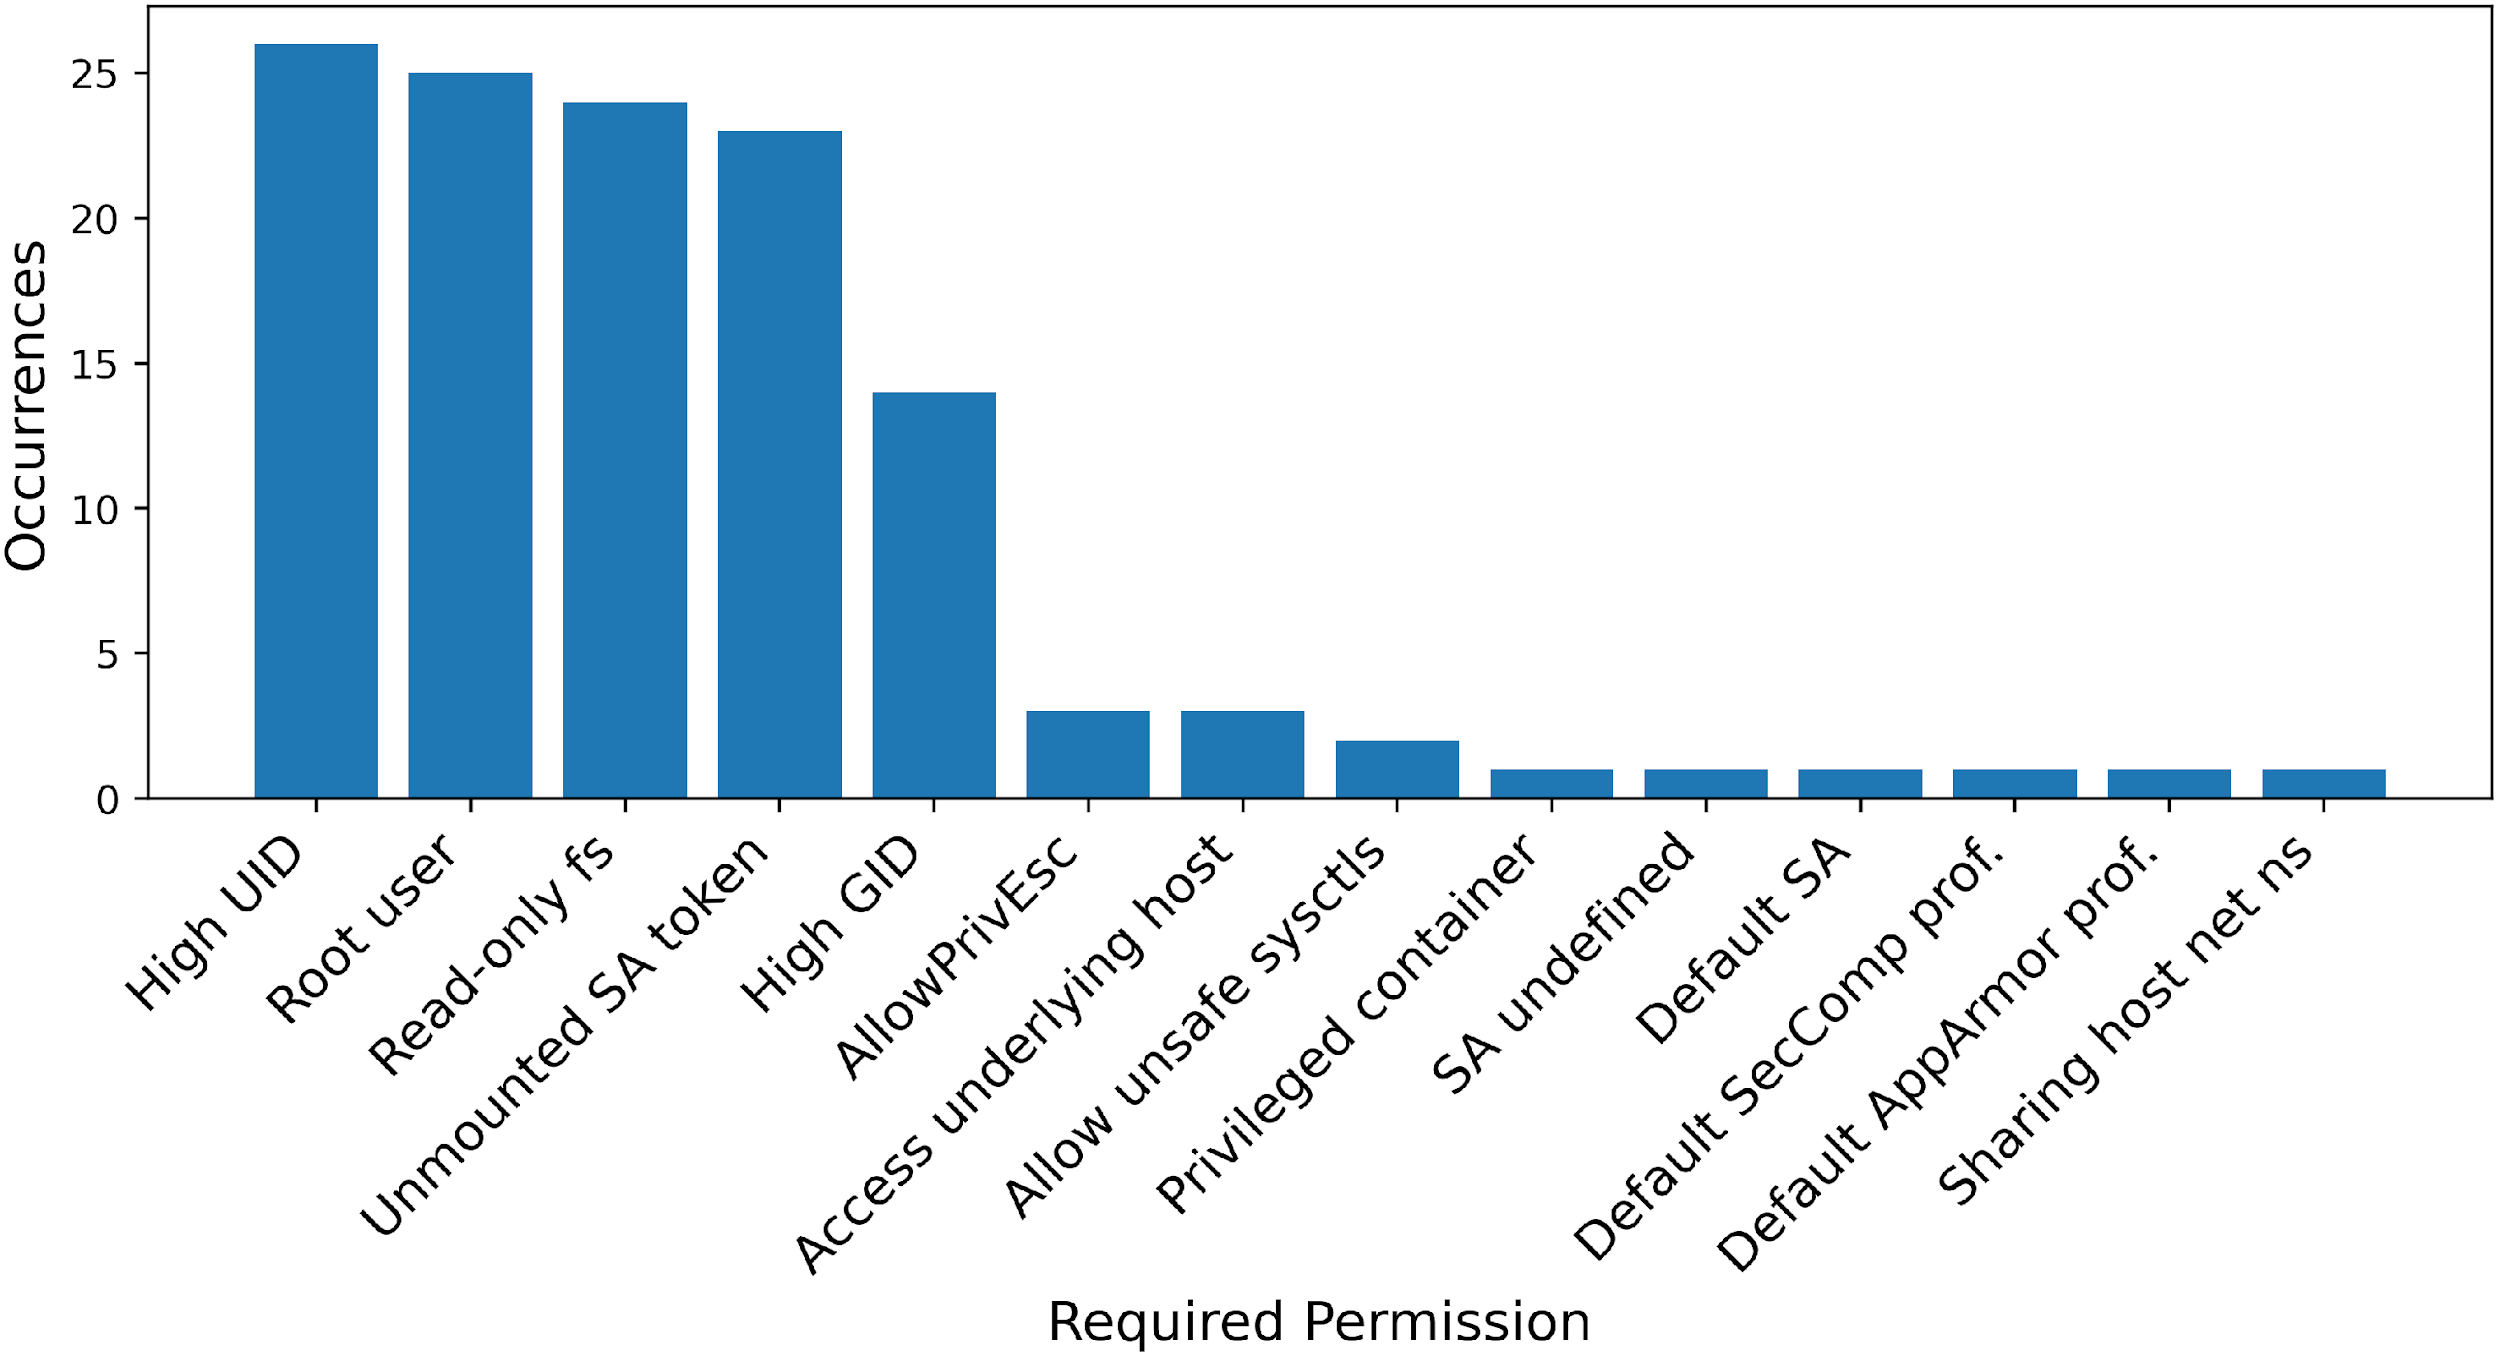 Occurrences
25
20
15
10
5
0
High UID
Root user
Read-only fs
Unmounted SA token
High GID
AllowPrivEsc
Access underlying host
Allow unsafe sysctls
Privileged container
SA undefined
Default SA
Default SecComp prof.
Default AppArmor prof.
Sharing host net ns
Required Permission